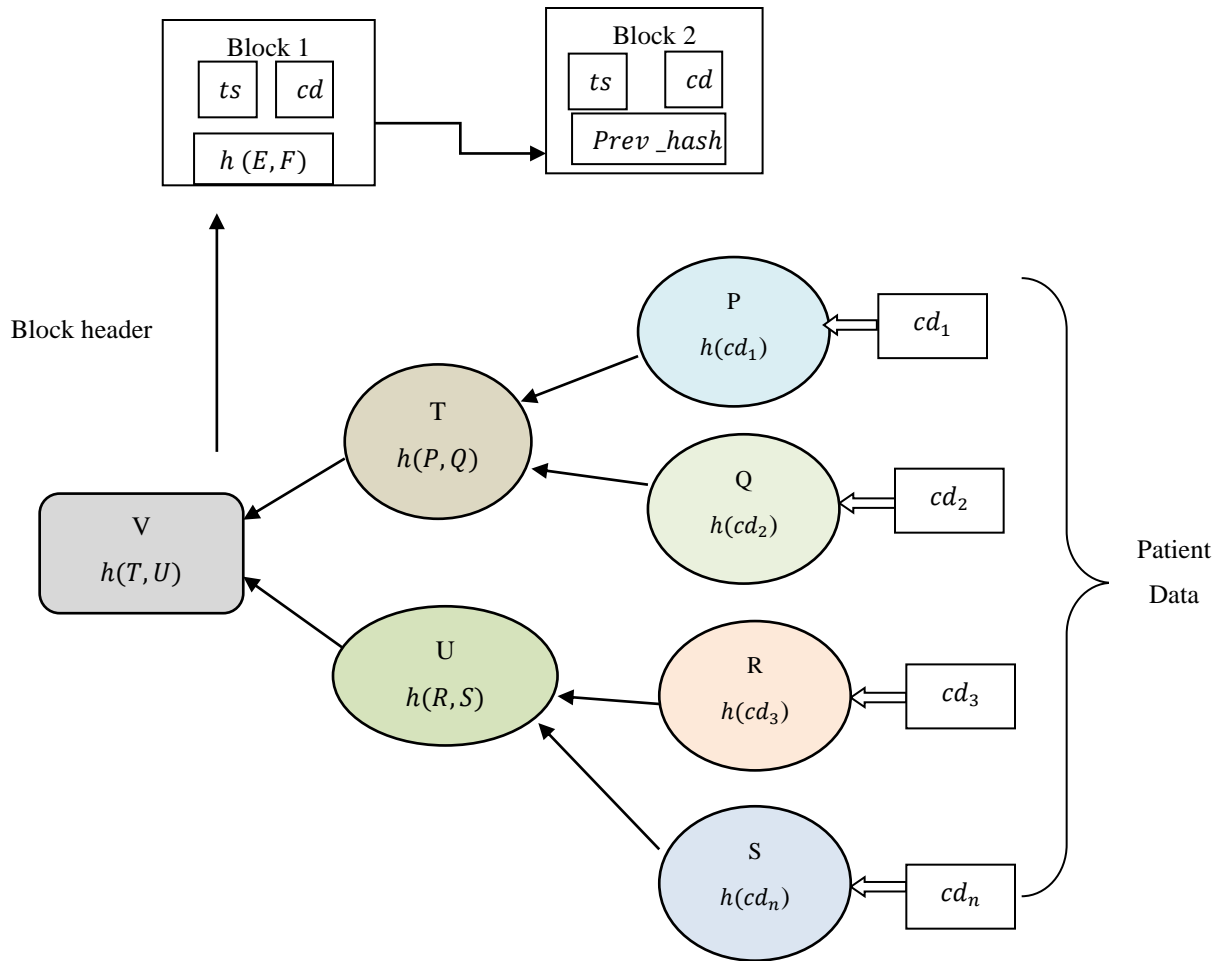 Block 1
ts
cd
h (E, F)
Block 2
ts
cd
Prev _hash
Block header
P
h(cd₁)
cd₁
T
h(P, Q)
Q
h(cd₂)
cd₂
V
h(T, U)
Patient
Data
U
h(R, S)
R
h(cd₃)
cd₃
S
h(cdₙ)
cdₙ